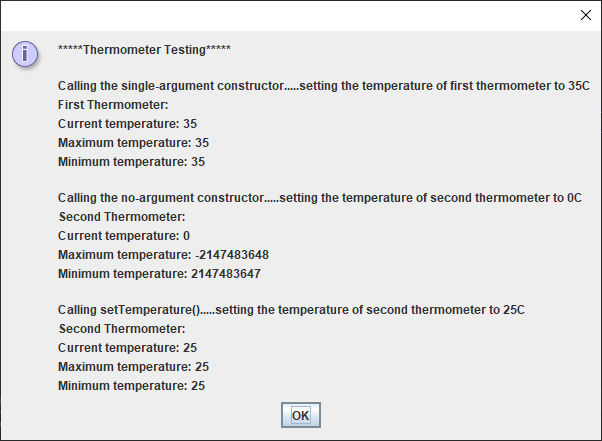 *****Thermometer Testing*****
Calling the single-argument constructor.....setting the temperature of first thermometer to 35C
First Thermometer:
Current temperature: 35
Maximum temperature: 35
Minimum temperature: 35
Calling the no-argument constructor.....setting the temperature of second thermometer to 0C
Second Thermometer:
Current temperature: 0
Maximum temperature: -2147483648
Minimum temperature: 2147483647
Calling setTemperature().....setting the temperature of second thermometer to 25C
Second Thermometer:
Current temperature: 25
Maximum temperature: 25
Minimum temperature: 25
OK